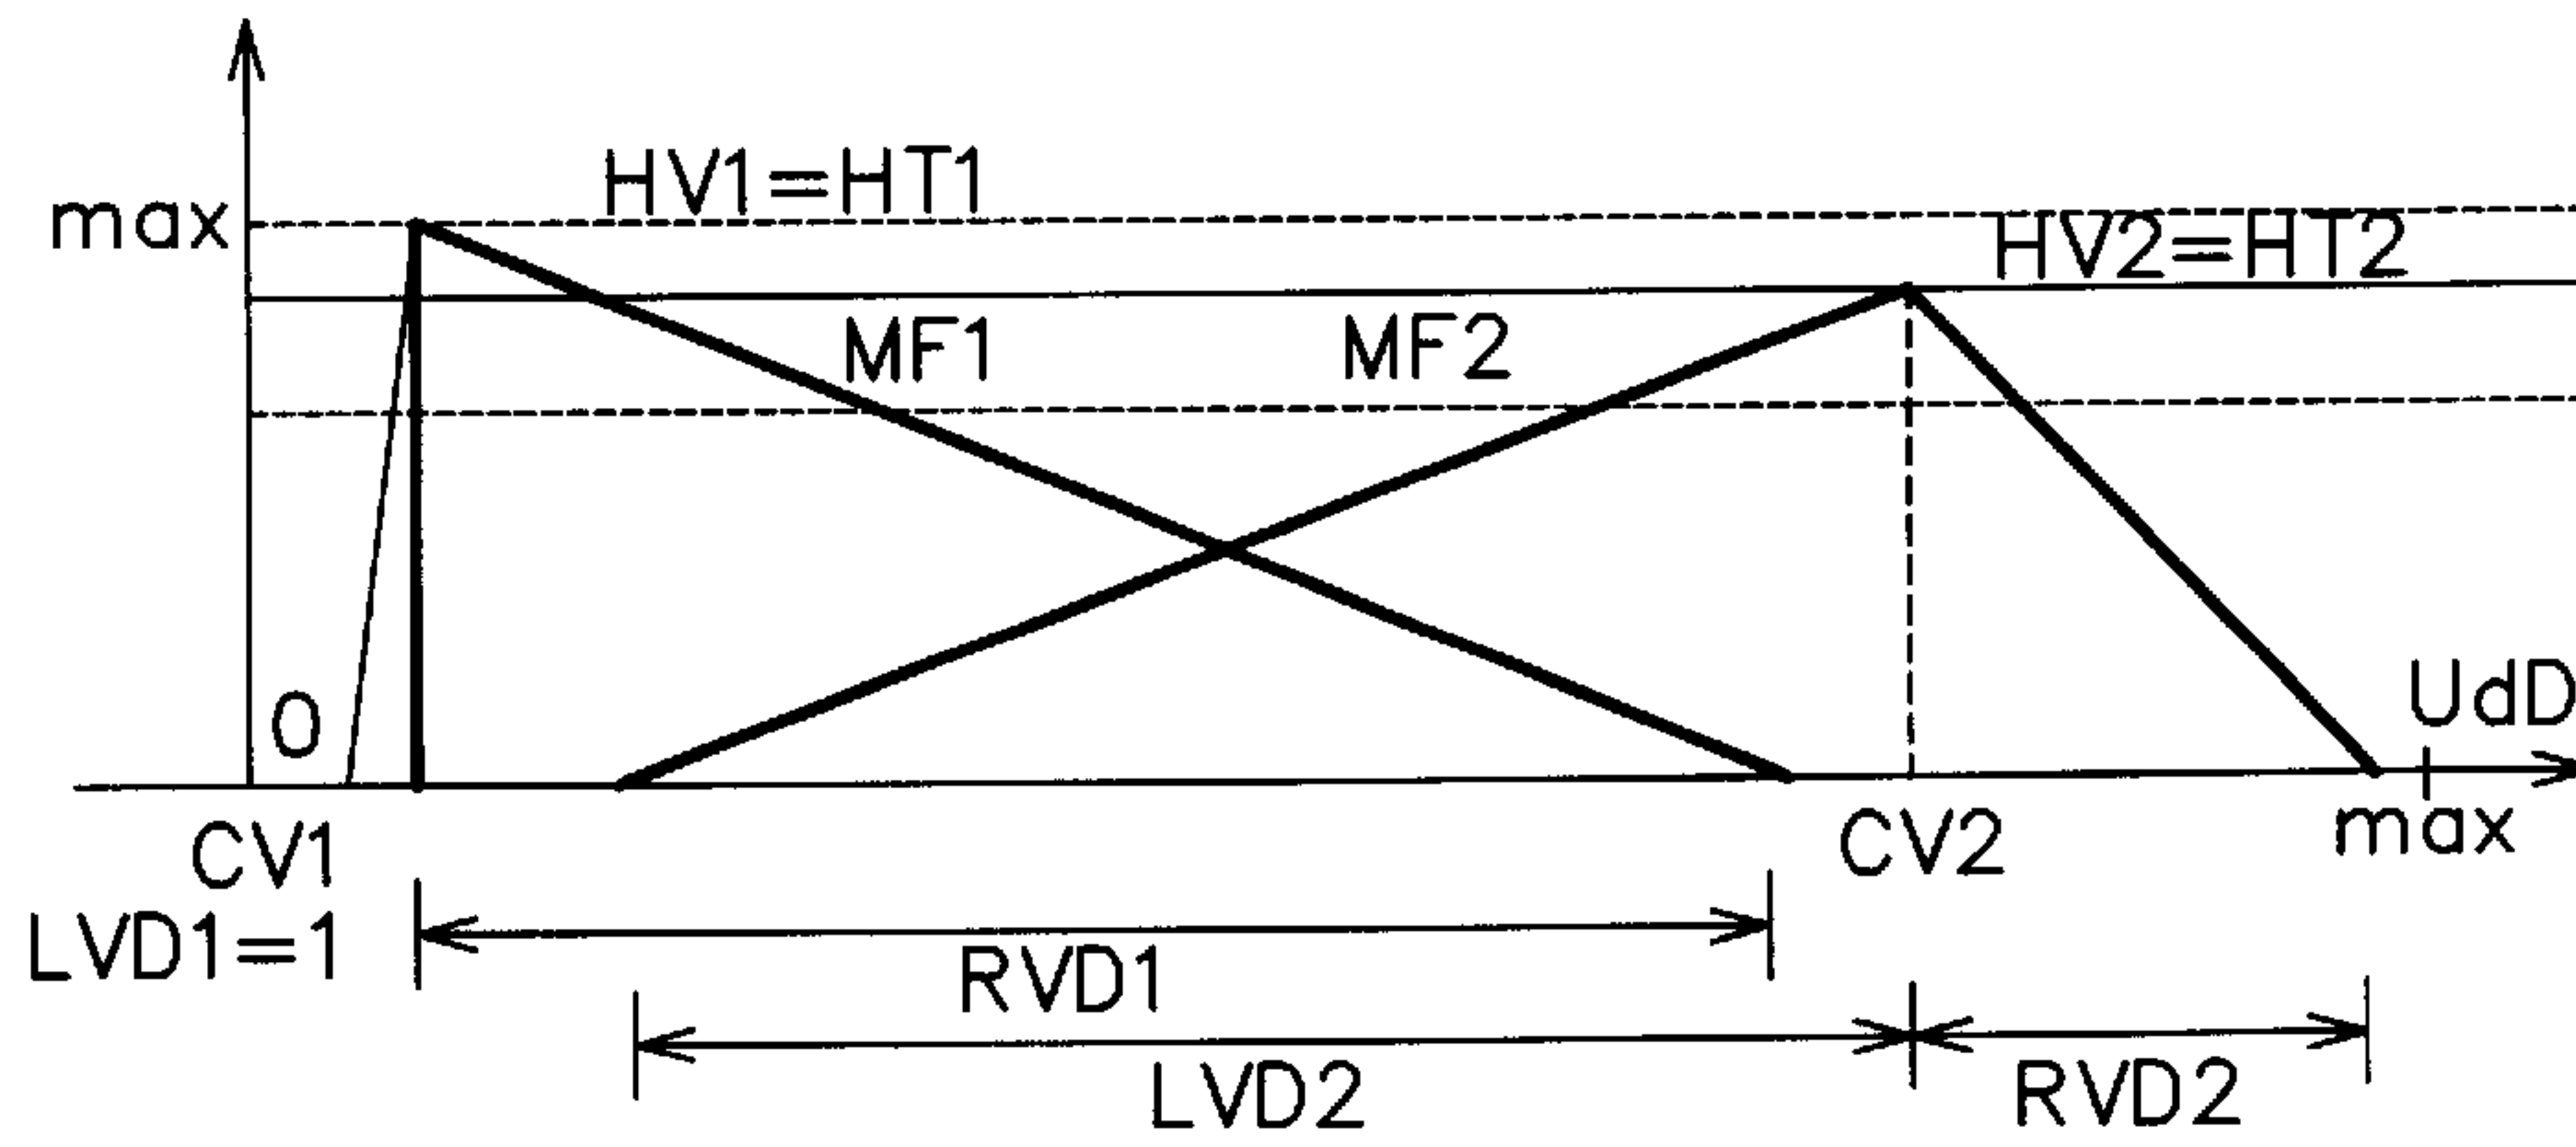 HV1=HT1
max
HV2=HT2
MF1
MF2
0
UdD
max
CV1
CV2
LVD1=1
RVD1
LVD2
RVD2